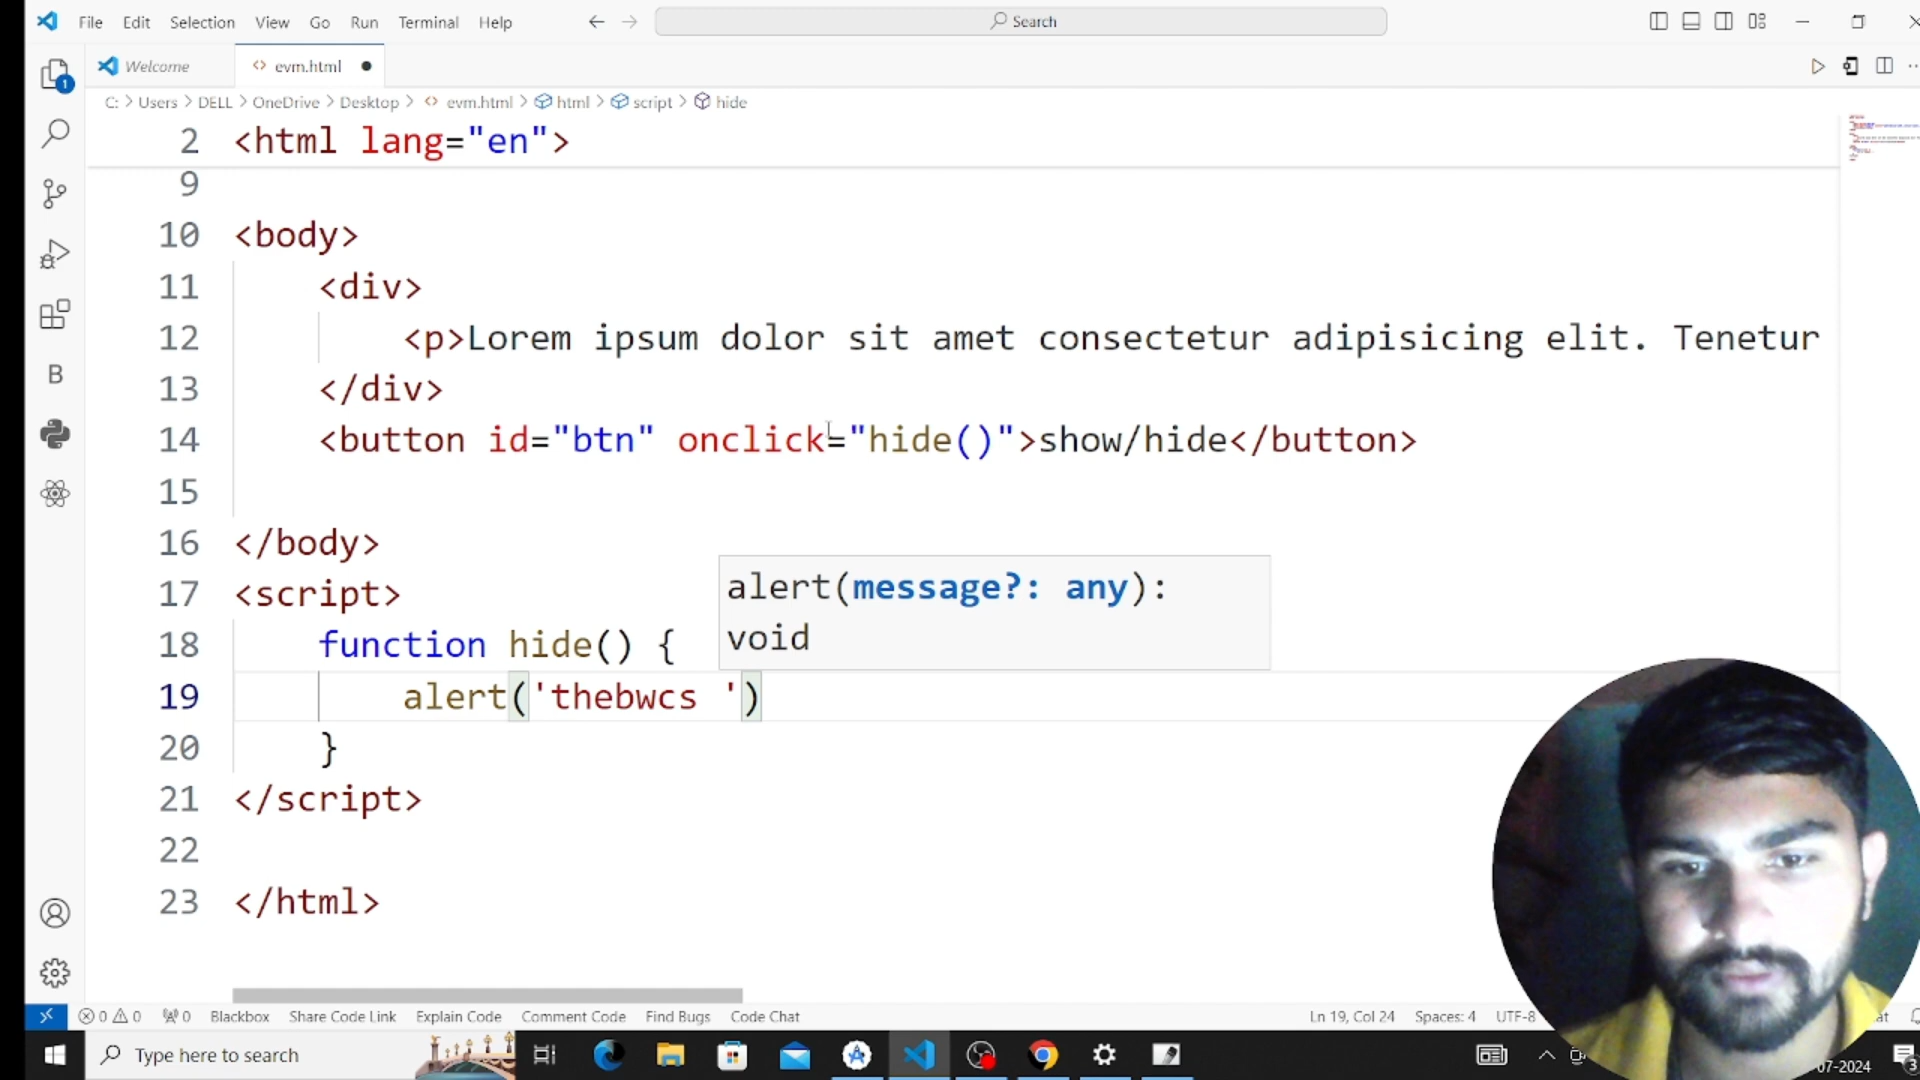 File Edit Selection View Go Run Terminal Help
Search
Welcome
evm.html
C: > Users > DELL > OneDrive > Desktop > evm.html > html > script > hide
2 <html lang="en">
9
10 <body>
11 <div>
12 <p>Lorem ipsum dolor sit amet consectetur adipisicing elit. Tenetur
13 </div>
14 <button id="btn" onclick="hide()">show/hide</button>
15
16 </body>
alert(message?: any):
17 <script>
void
18 function hide() {
19 alert('thebwcs ')
20 }
21 </script>
22
23 </html>
1
B
0 0 0 Blackbox Share Code Link Explain Code Comment Code Find Bugs Code Chat Ln 19, Col 24 Spaces: 4 UTF-8
Type here to search
07-2024
3